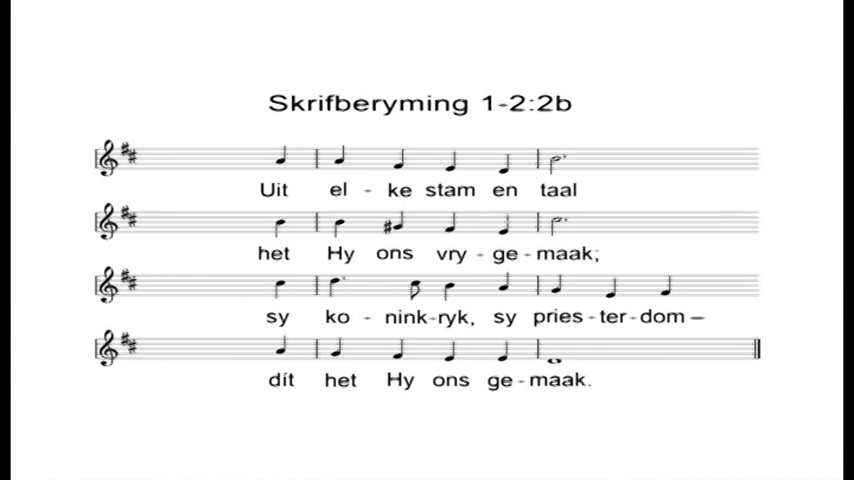 Skrifberyming 1-2:2b
Uit el - ke stam en taal
het Hy ons vry - ge - maak;
sy ko - nink-ryk, sy pries-ter-dom–
dít het Hy ons ge-maak.